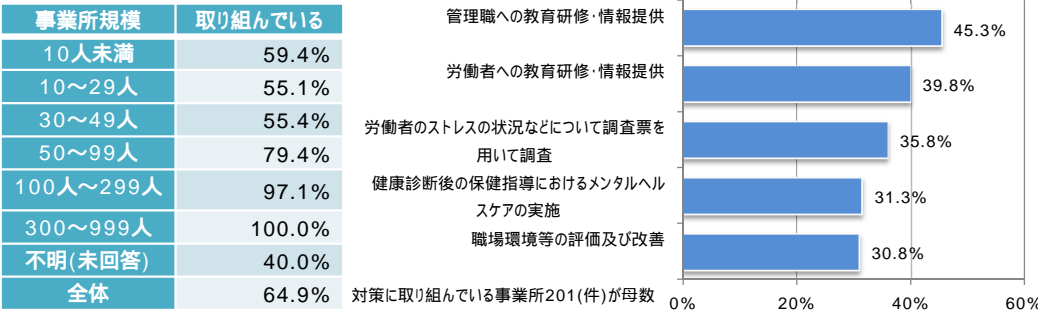 事業所規模 取り組んでいる
10人未満 59.4%
10～29人 55.1%
30～49人 55.4%
50～99人 79.4%
100人～299人 97.1%
300～999人 100.0%
不明(未回答) 40.0%
全体 64.9%
管理職への教育研修・情報提供 45.3%
労働者への教育研修・情報提供 39.8%
労働者のストレスの状況などについて調査票を
用いて調査 35.8%
健康診断後の保健指導におけるメンタルヘル
スケアの実施 31.3%
職場環境等の評価及び改善 30.8%
対策に取り組んでいる事業所201(件)が母数
0% 20% 40% 60%